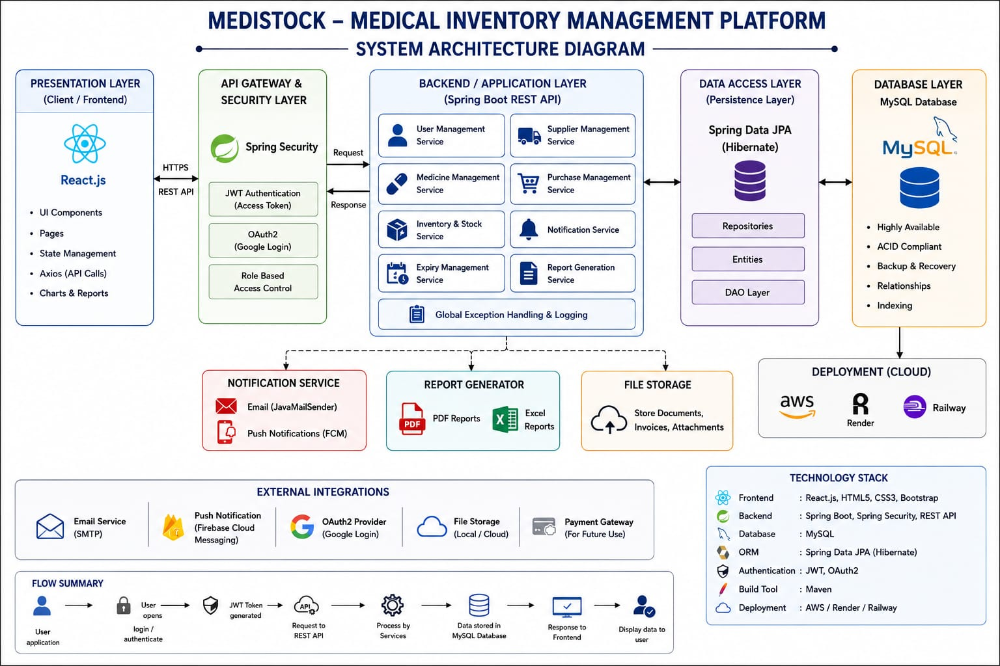 MEDISTOCK – MEDICAL INVENTORY MANAGEMENT PLATFORM
SYSTEM ARCHITECTURE DIAGRAM
PRESENTATION LAYER
(Client / Frontend)
React.js
• UI Components
• Pages
• State Management
• Axios (API Calls)
• Charts & Reports
HTTPS
REST API
API GATEWAY &
SECURITY LAYER
Spring Security
JWT Authentication
(Access Token)
OAuth2
(Google Login)
Role Based
Access Control
Request
Response
BACKEND / APPLICATION LAYER
(Spring Boot REST API)
User Management
Service
Supplier Management
Service
Medicine Management
Service
Purchase Management
Service
Inventory & Stock
Service
Notification Service
Expiry Management
Service
Report Generation
Service
Global Exception Handling & Logging
DATA ACCESS LAYER
(Persistence Layer)
Spring Data JPA
(Hibernate)
Repositories
Entities
DAO Layer
DATABASE LAYER
MySQL Database
MySQL
• Highly Available
• ACID Compliant
• Backup & Recovery
• Relationships
• Indexing
NOTIFICATION SERVICE
Email (JavaMailSender)
Push Notifications (FCM)
REPORT GENERATOR
PDF
PDF Reports
X
Excel
Reports
FILE STORAGE
Store Documents,
Invoices, Attachments
DEPLOYMENT (CLOUD)
aws
Render
Railway
EXTERNAL INTEGRATIONS
Email Service
(SMTP)
Push Notification
(Firebase Cloud
Messaging)
OAuth2 Provider
(Google Login)
File Storage
(Local / Cloud)
Payment Gateway
(For Future Use)
TECHNOLOGY STACK
Frontend : React.js, HTML5, CSS3, Bootstrap
Backend : Spring Boot, Spring Security, REST API
Database : MySQL
ORM : Spring Data JPA (Hibernate)
Authentication : JWT, OAuth2
Build Tool : Maven
Deployment : AWS / Render / Railway
FLOW SUMMARY
User
application
User
opens
login /
authenticate
JWT Token
generated
API
Request to
REST API
Process by
Services
Data stored in
MySQL Database
Response to
Frontend
Display data to
user